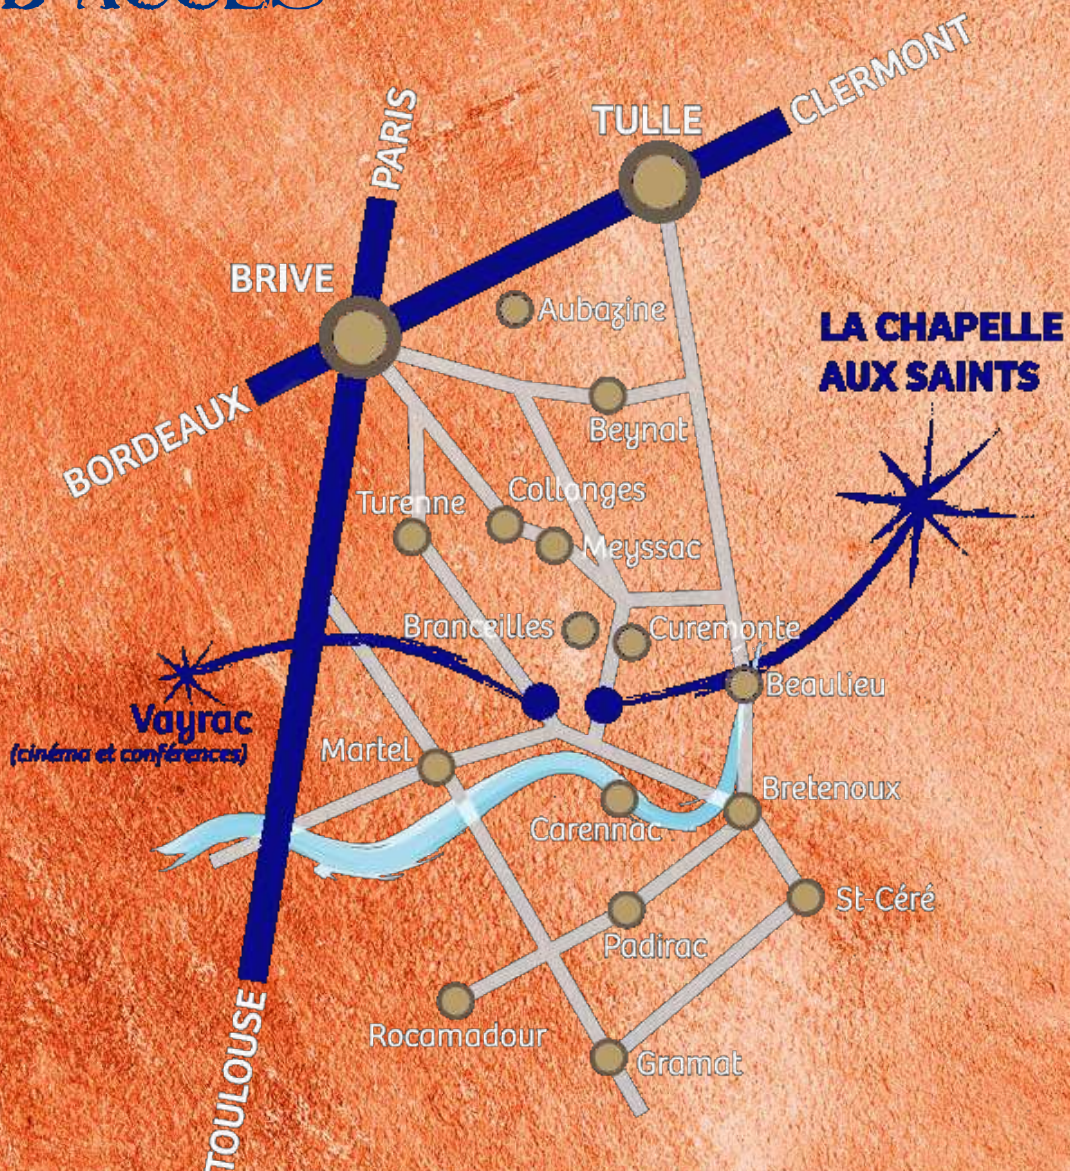 D'ACCÈS
CLERMONT
PARIS
TULLE
BRIVE
Aubazine
LA CHAPELLE
AUX SAINTS
BORDEAUX
Beynat
Turenne
Collonges
Meyssac
Branceilles
Curemonte
Beaulieu
Vayrac
(cinéma et conférences)
Martel
Bretenoux
Carennac
St-Céré
Padirac
Rocamadour
Gramat
TOULOUSE